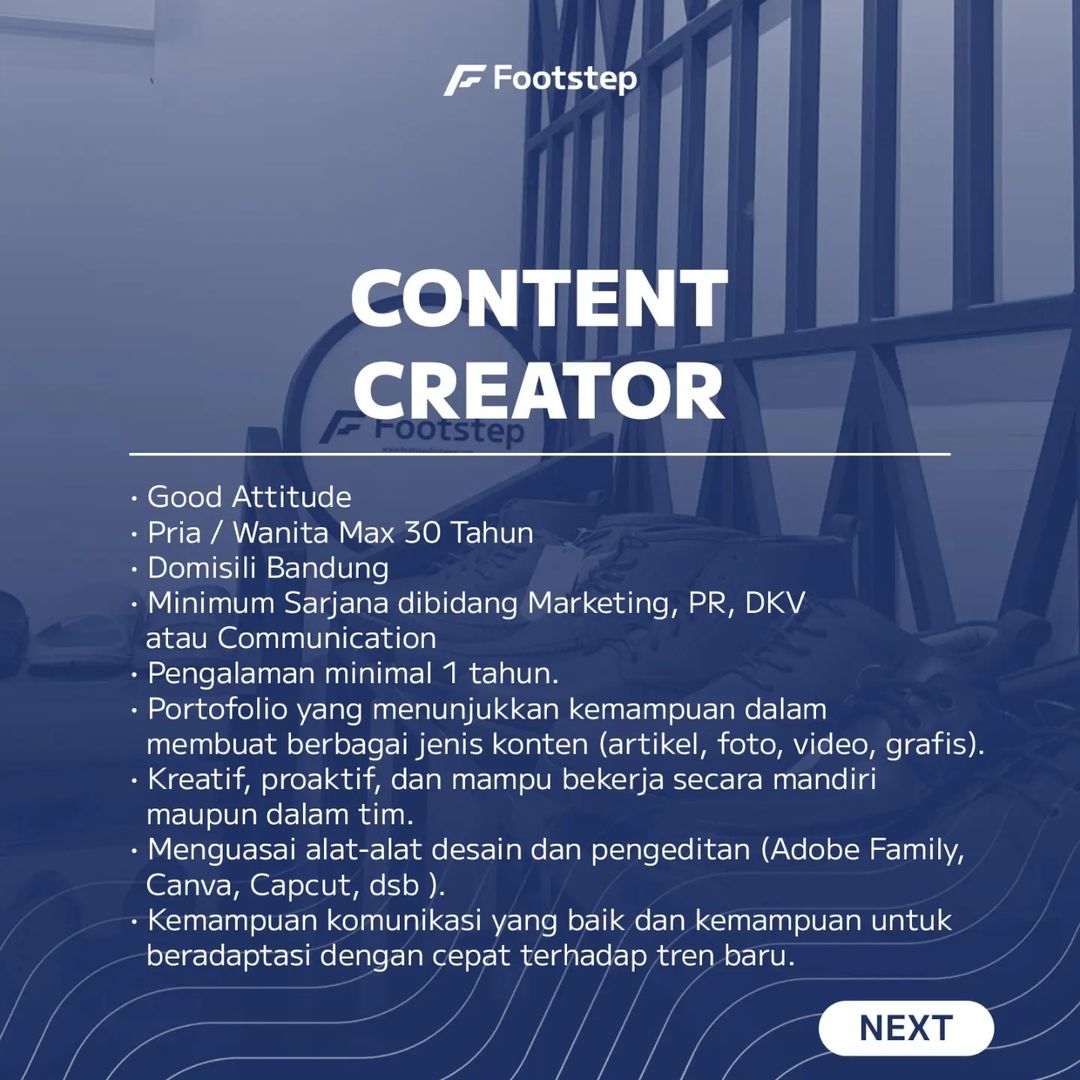 Footstep
CONTENT
CREATOR
Footstep
· Good Attitude
· Pria / Wanita Max 30 Tahun
· Domisili Bandung
· Minimum Sarjana dibidang Marketing, PR, DKV
atau Communication
· Pengalaman minimal 1 tahun.
· Portofolio yang menunjukkan kemampuan dalam
membuat berbagai jenis konten (artikel, foto, video, grafis).
· Kreatif, proaktif, dan mampu bekerja secara mandiri
maupun dalam tim.
· Menguasai alat-alat desain dan pengeditan (Adobe Family,
Canva, Capcut, dsb ).
· Kemampuan komunikasi yang baik dan kemampuan untuk
beradaptasi dengan cepat terhadap tren baru.
NEXT